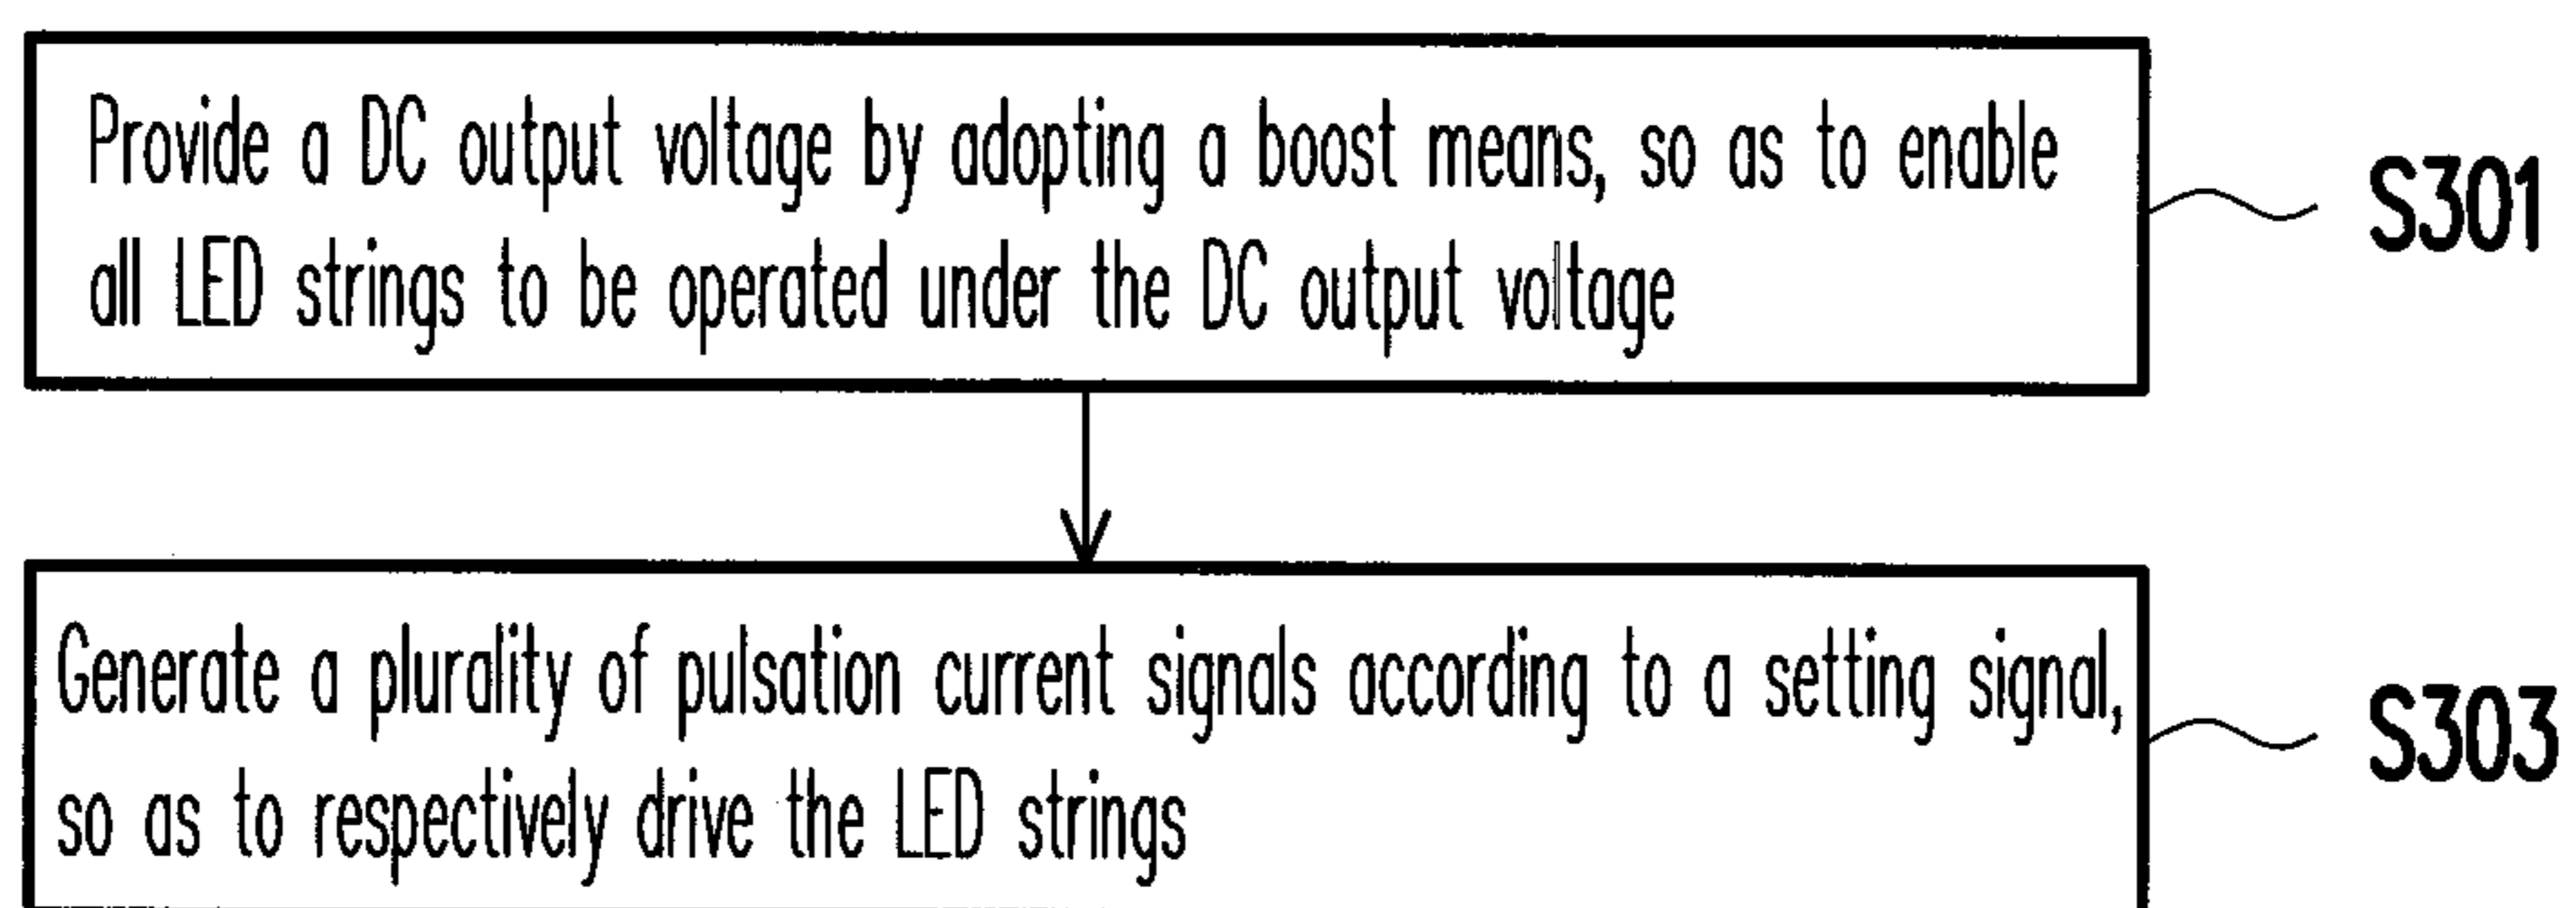 Provide a DC output voltage by adopting a boost means, so as to enable
all LED strings to be operated under the DC output voltage
S301
Generate a plurality of pulsation current signals according to a setting signal,
so as to respectively drive the LED strings
S303